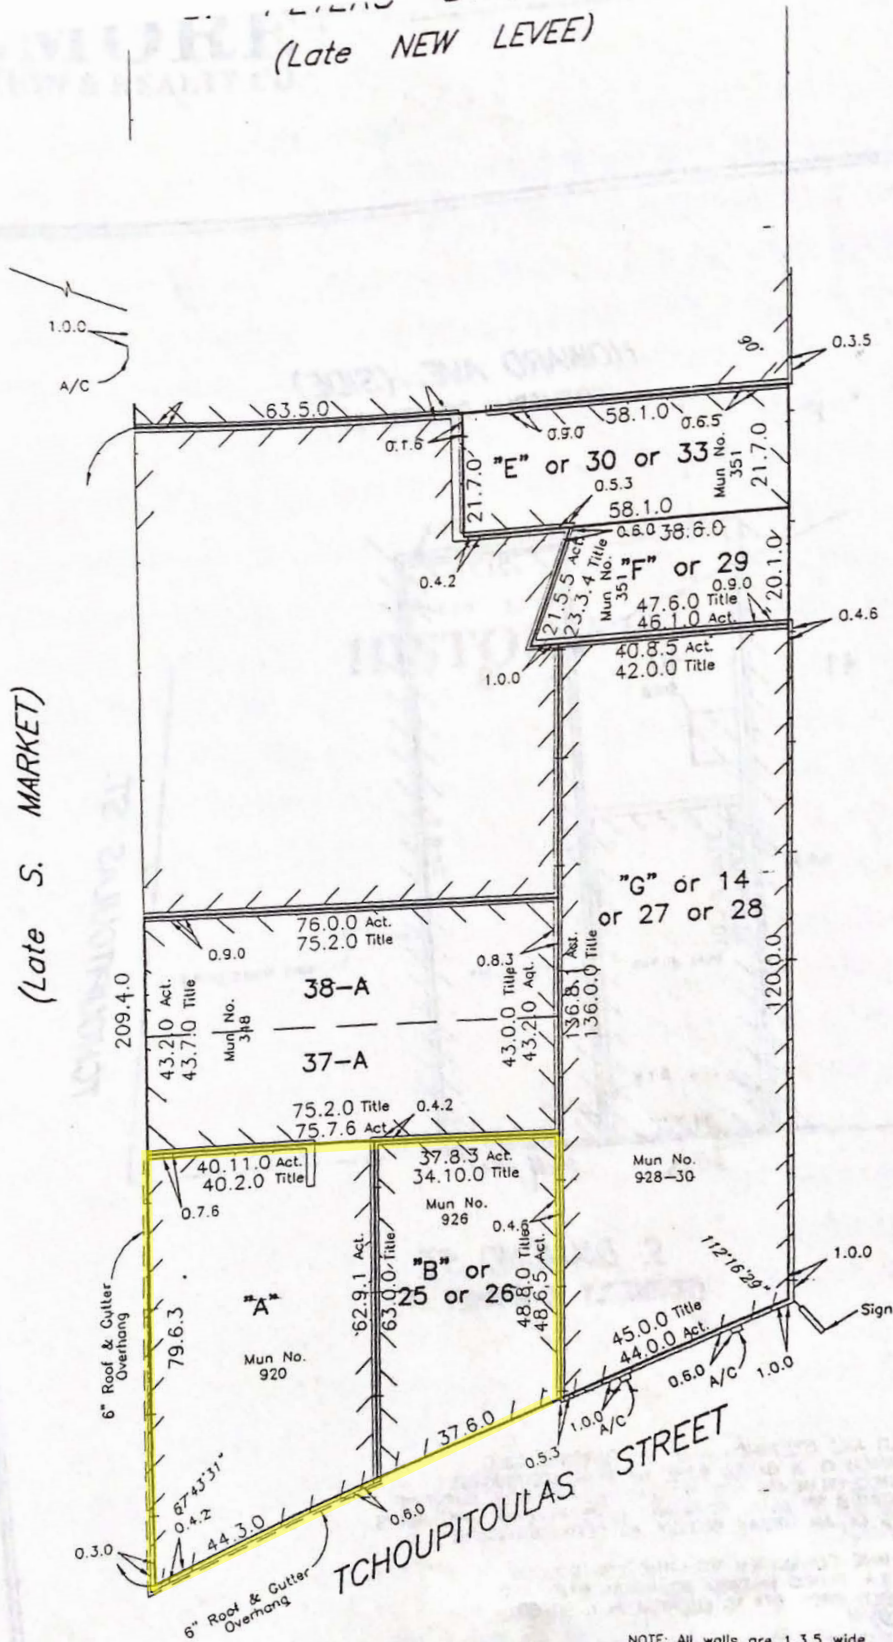 (Late NEW LEVEE)
1.0.0
A/C
0.3.5
90°
63.5.0
58.1.0
0.9.0
0.6.5
0.1.6
21.7.0
"E" or 30 or 33
Mun No.
351
21.7.0
0.5.3
58.1.0
0.6.0
38.6.0
0.4.2
21.5.5 Act.
23.3.4 Title
Mun No.
351
"F" or 29
0.9.0
20.1.0
47.6.0 Title
46.1.0 Act.
0.4.6
40.8.5 Act.
42.0.0 Title
1.0.0
(Late S. MARKET)
"G" or 14
or 27 or 28
76.0.0 Act.
75.2.0 Title
0.9.0
0.8.3
38-A
209.4.0
43.2.0 Act.
43.7.0 Title
Mun No.
43.0.0 Title
43.2.0 Act.
136.8.1 Act.
136.0.0 Title
120.0.0
37-A
75.2.0 Title
75.7.6 Act.
0.4.2
40.11.0 Act.
40.2.0 Title
37.8.3 Act.
34.10.0 Title
Mun No.
928-30
0.7.6
Mun No.
926
0.4.6
6" Roof & Gutter
Overhang
79.6.3
"A"
62.9.1 Act.
63.0.0 Title
"B" or
25 or 26
48.8.0 Title
48.6.5 Act.
112°16'29"
1.0.0
Mun No.
920
45.0.0 Title
44.0.0 Act.
Sign
0.6.0
A/C
1.0.0
1.0.0
A/C
37.6.0
0.5.3
67°43'31"
0.4.2
0.3.0
44.3.0
0.6.0
TCHOUPITOULAS STREET
6" Roof & Gutter
Overhang
NOTE: All walls are 1.3.5 wide